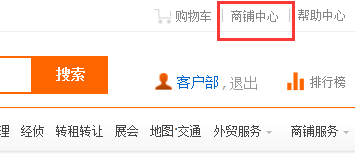 购物车 商铺中心 帮助中心
搜索 客户部,退出 排行榜
理 经侦 转租转让 展会 地图·交通 外贸服务 商铺服务